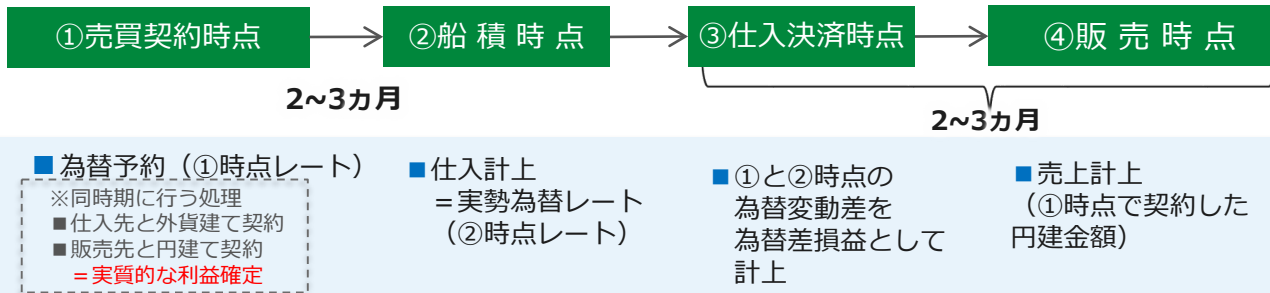 ①売買契約時点
②船積時点
③仕入決済時点
④販売時点
2~3ヵ月
2~3ヵ月
■為替予約（①時点レート）
※同時期に行う処理
■仕入先と外貨建て契約
■販売先と円建て契約
＝実質的な利益確定
■仕入計上
＝実勢為替レート
（②時点レート）
■①と②時点の
為替変動差を
為替差損益として
計上
■売上計上
（①時点で契約した
円建金額）